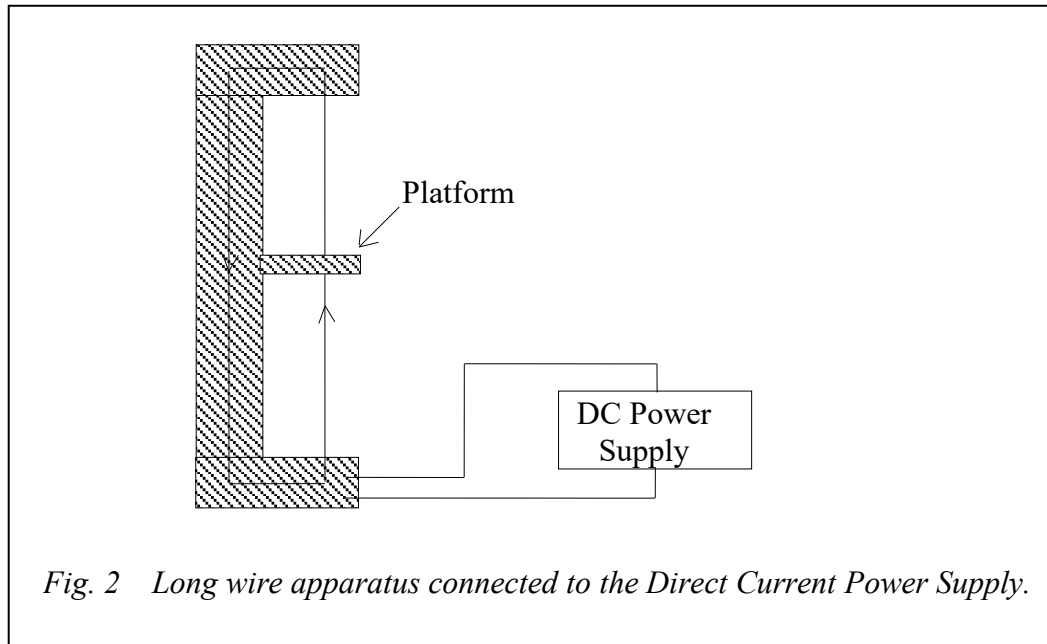 Platform
DC Power
Supply
Fig. 2 Long wire apparatus connected to the Direct Current Power Supply.